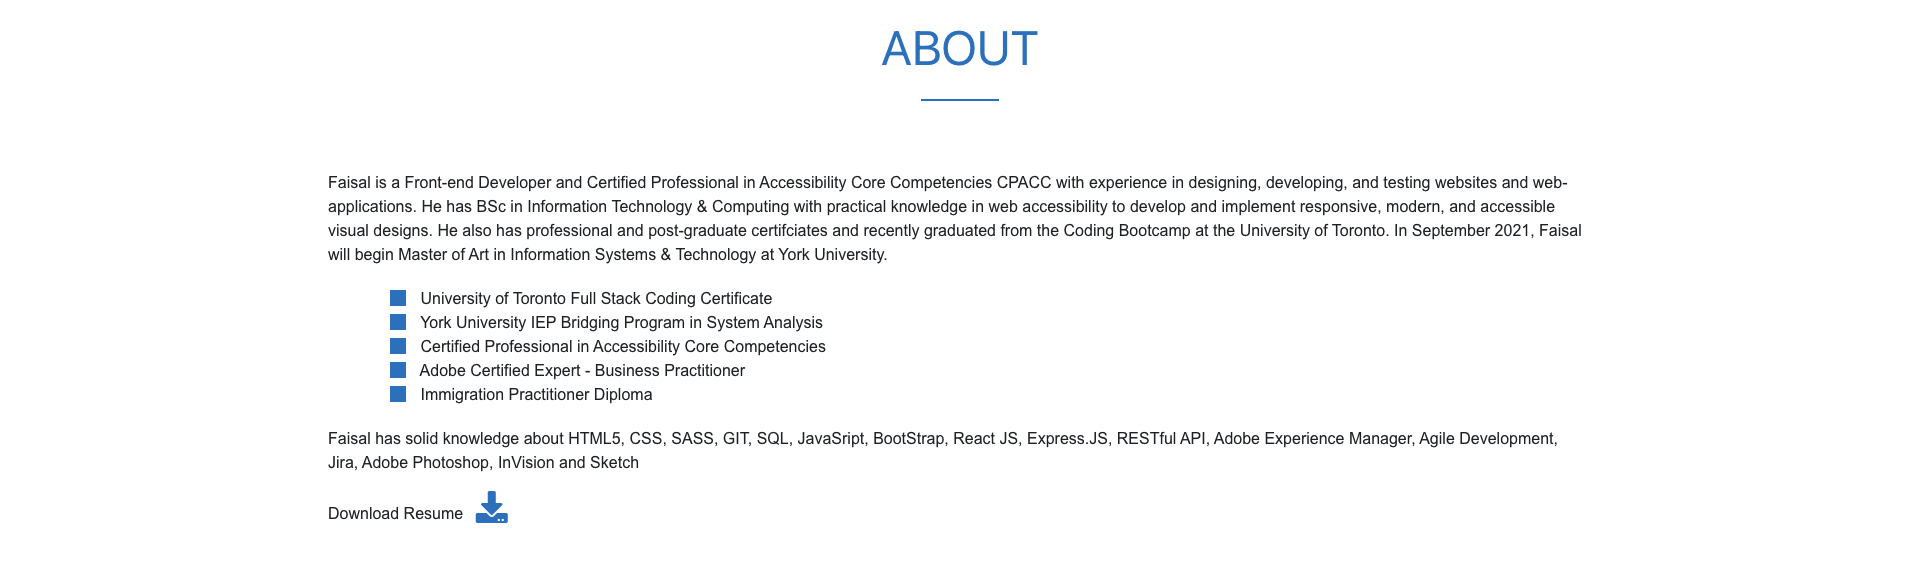 ABOUT
Faisal is a Front-end Developer and Certified Professional in Accessibility Core Competencies CPACC with experience in designing, developing, and testing websites and web-
applications. He has BSc in Information Technology & Computing with practical knowledge in web accessibility to develop and implement responsive, modern, and accessible
visual designs. He also has professional and post-graduate certifciates and recently graduated from the Coding Bootcamp at the University of Toronto. In September 2021, Faisal
will begin Master of Art in Information Systems & Technology at York University.
University of Toronto Full Stack Coding Certificate
York University IEP Bridging Program in System Analysis
Certified Professional in Accessibility Core Competencies
Adobe Certified Expert - Business Practitioner
Immigration Practitioner Diploma
Faisal has solid knowledge about HTML5, CSS, SASS, GIT, SQL, JavaSript, BootStrap, React JS, Express.JS, RESTful API, Adobe Experience Manager, Agile Development,
Jira, Adobe Photoshop, InVision and Sketch
Download Resume